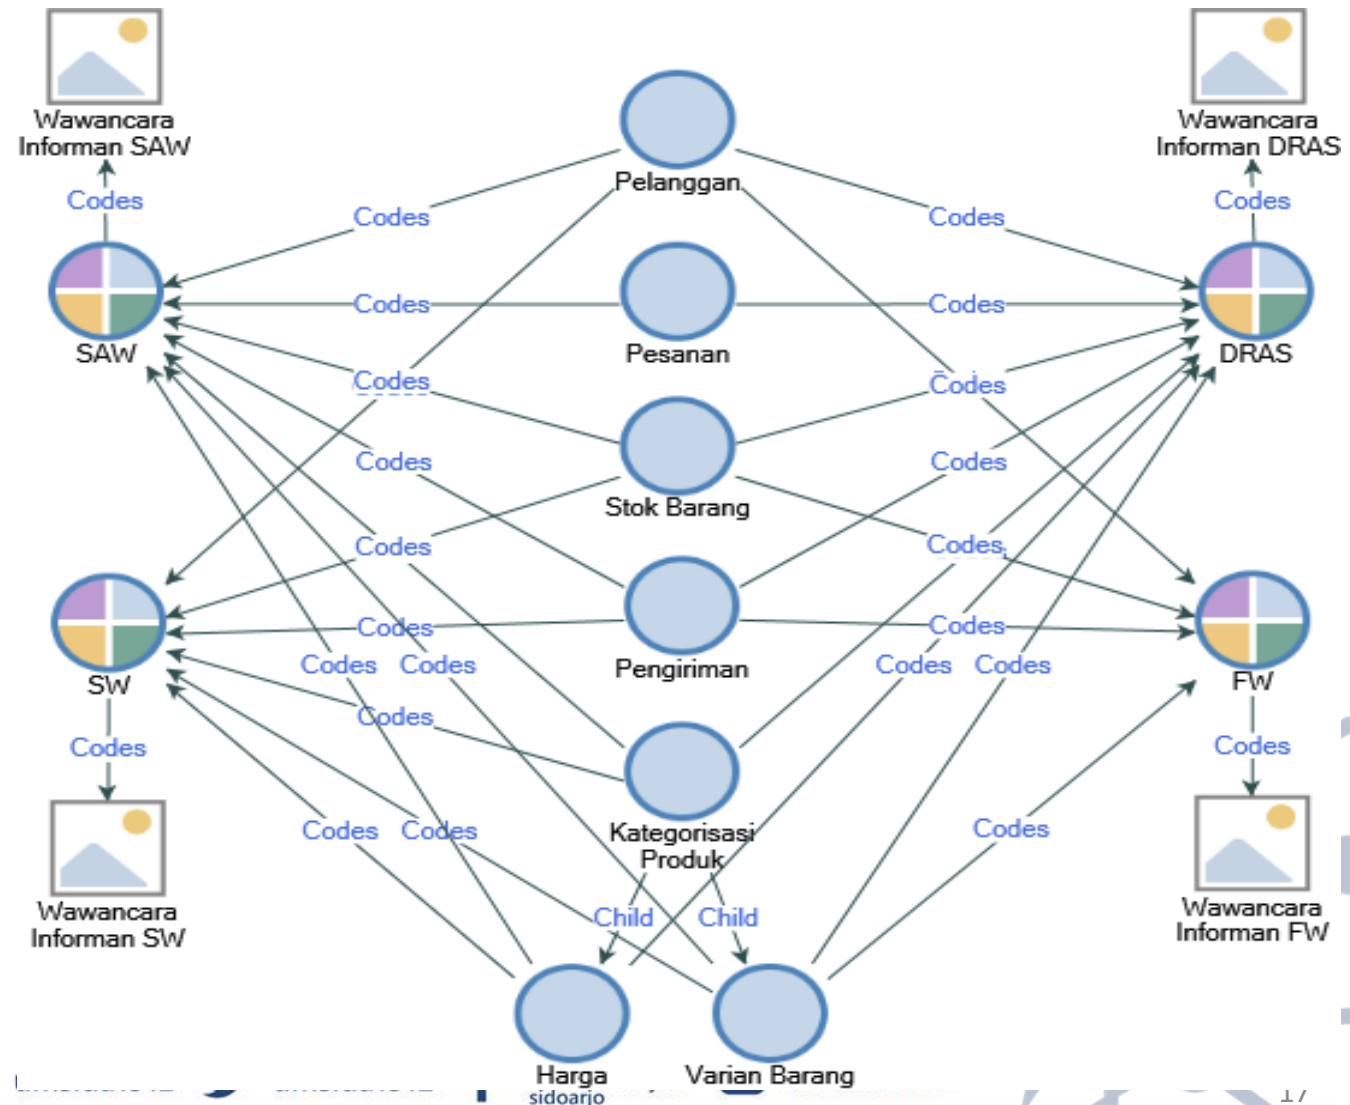 Wawancara
Informan SAW
Wawancara
Informan DRAS
Codes
Codes
Pelanggan
Codes
Codes
SAW
Codes
Pesanan
Codes
DRAS
Codes
Codes
Stok Barang
Codes
Codes
Codes
Codes
Codes
Codes
Pengiriman
SW
Codes
Codes
Codes
Codes
FW
Codes
Codes
Codes
Kategorisasi
Produk
Codes
Codes
Codes
Child
Child
Wawancara
Informan SW
Wawancara
Informan FW
Harga
Varian Barang
sidoarjo
17